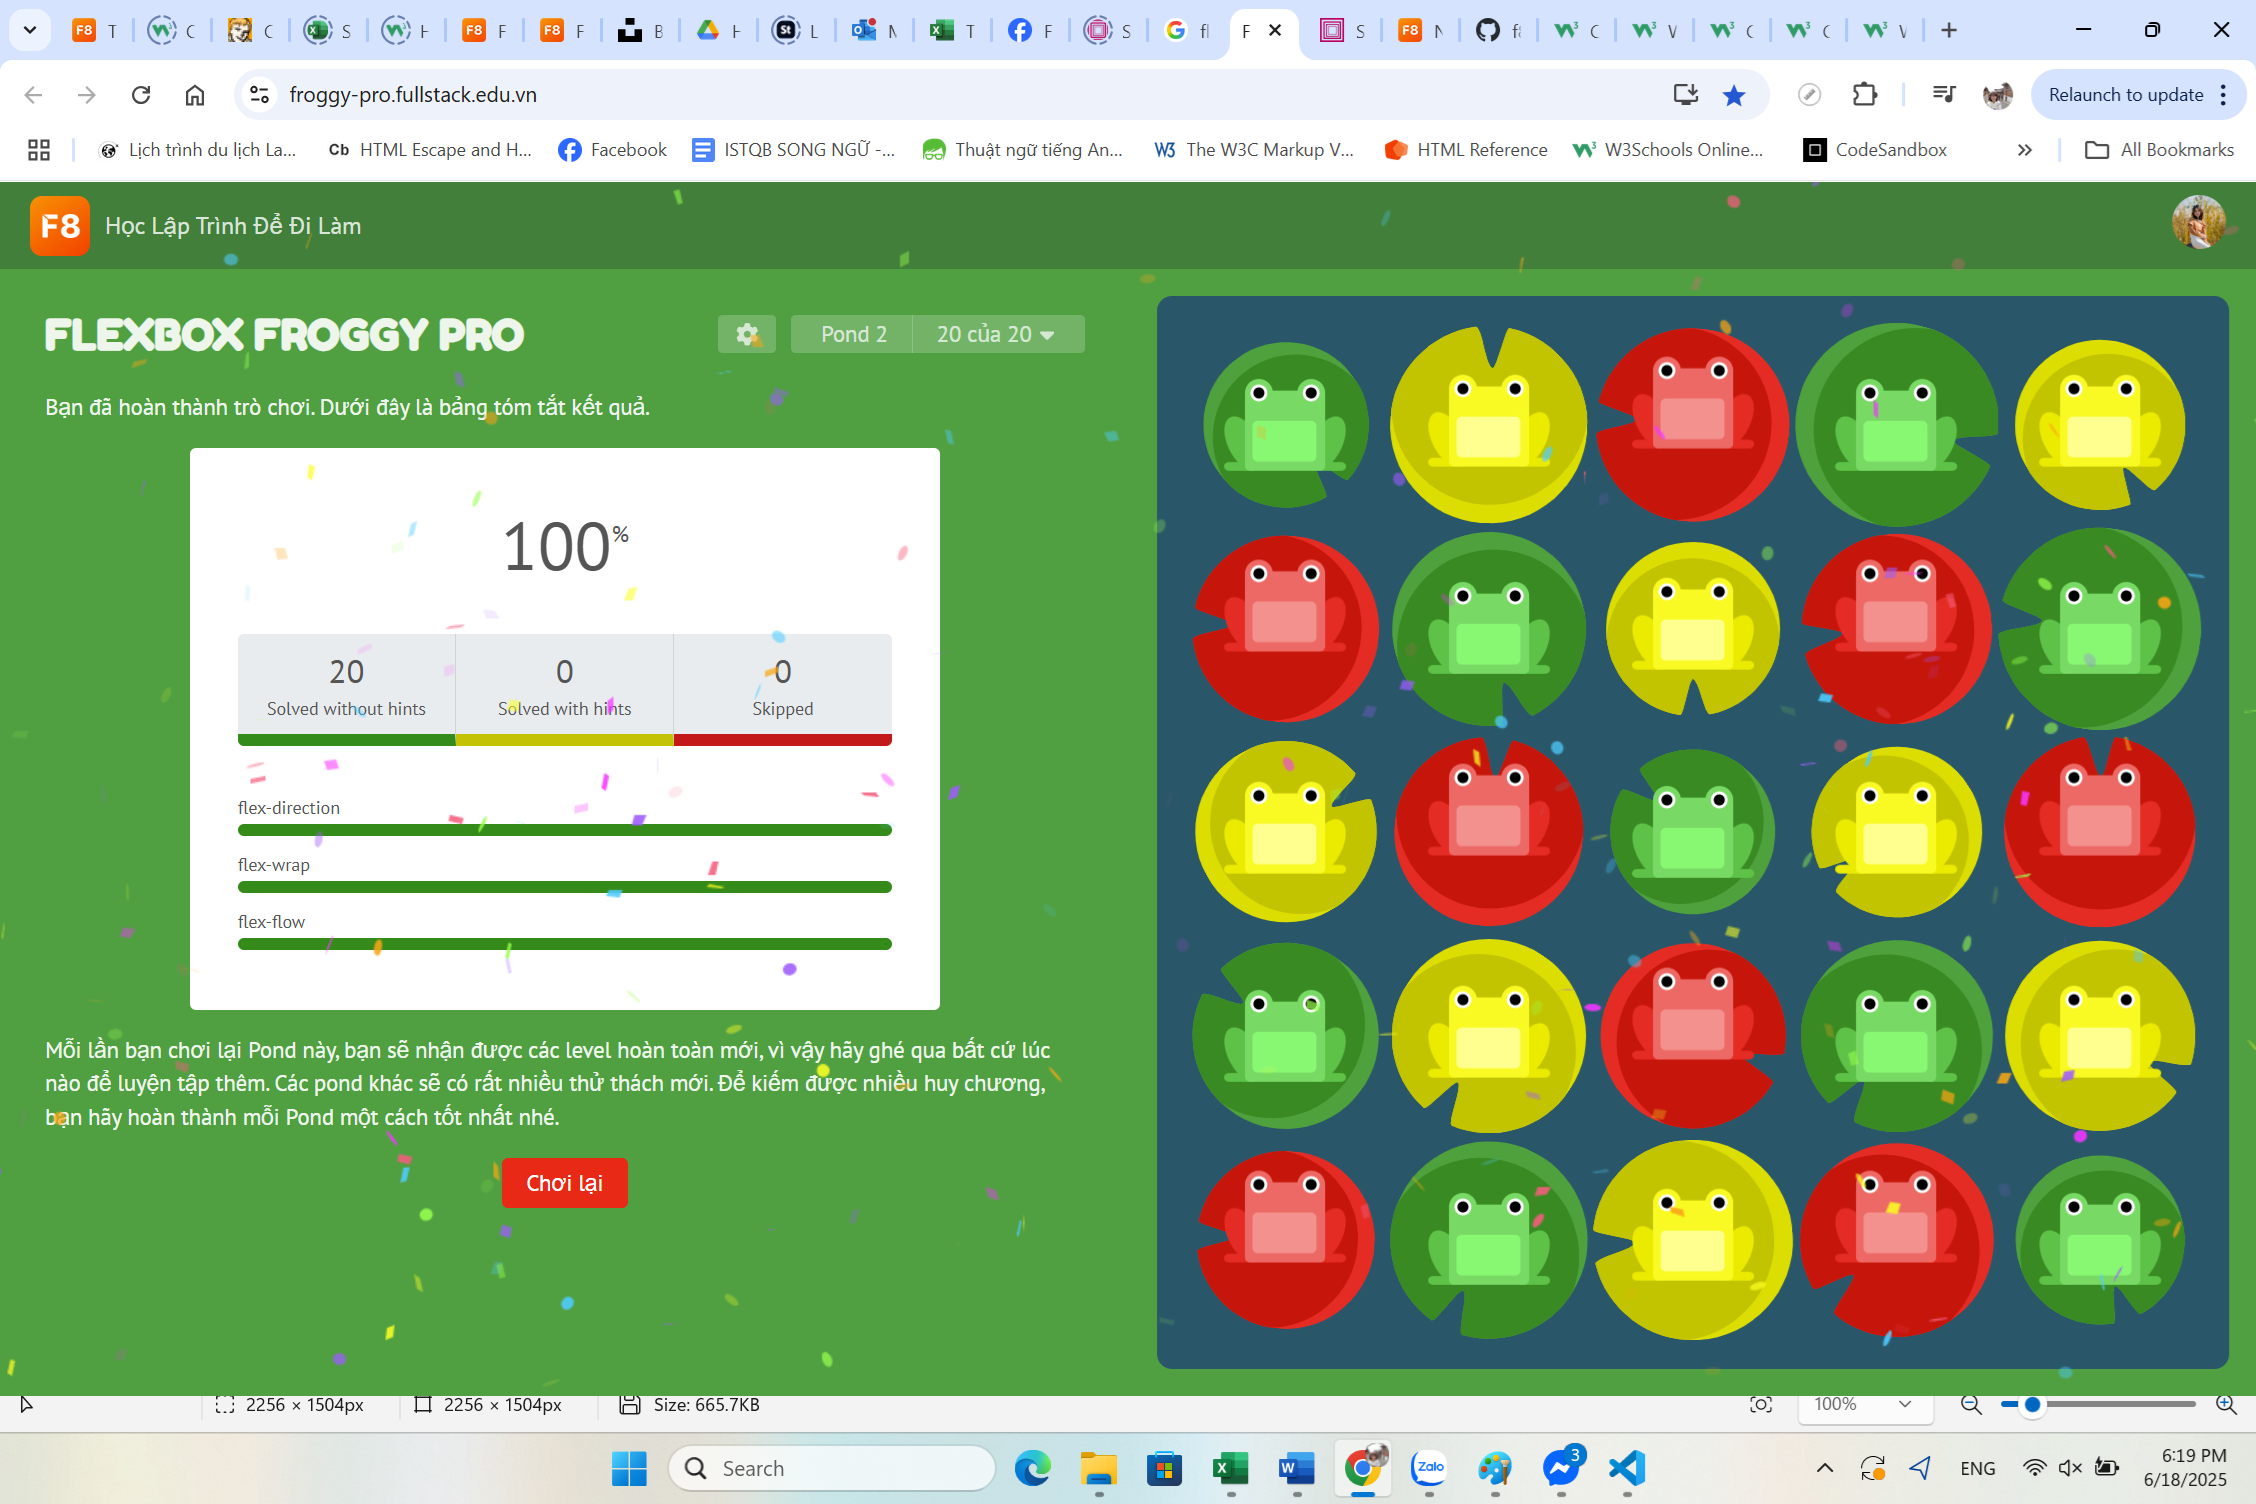 T
C
C
S
H
F
F
B
H
L
N
T
F
S
fl
F
S
N
C
V
C
C
V
froggy-pro.fullstack.edu.vn
Relaunch to update
Lịch trình du lịch La...
Cb HTML Escape and H...
Facebook
ISTQB SONG NGỮ -...
Thuật ngữ tiếng An...
The W3C Markup V...
HTML Reference
W3Schools Online...
CodeSandbox
All Bookmarks
F8 Học Lập Trình Để Đi Làm
FLEXBOX FROGGY PRO
Pond 2
20 của 20
Bạn đã hoàn thành trò chơi. Dưới đây là bảng tóm tắt kết quả.
100%
20
Solved without hints
0
Solved with hints
0
Skipped
flex-direction
flex-wrap
flex-flow
Mỗi lần bạn chơi lại Pond này, bạn sẽ nhận được các level hoàn toàn mới, vì vậy hãy ghé qua bất cứ lúc
nào để luyện tập thêm. Các pond khác sẽ có rất nhiều thử thách mới. Để kiếm được nhiều huy chương,
bạn hãy hoàn thành mỗi Pond một cách tốt nhất nhé.
Chơi lại
2256 × 1504px
2256 × 1504px
Size: 665.7KB
100%
Search
Zalo
3
ENG
6:19 PM
6/18/2025